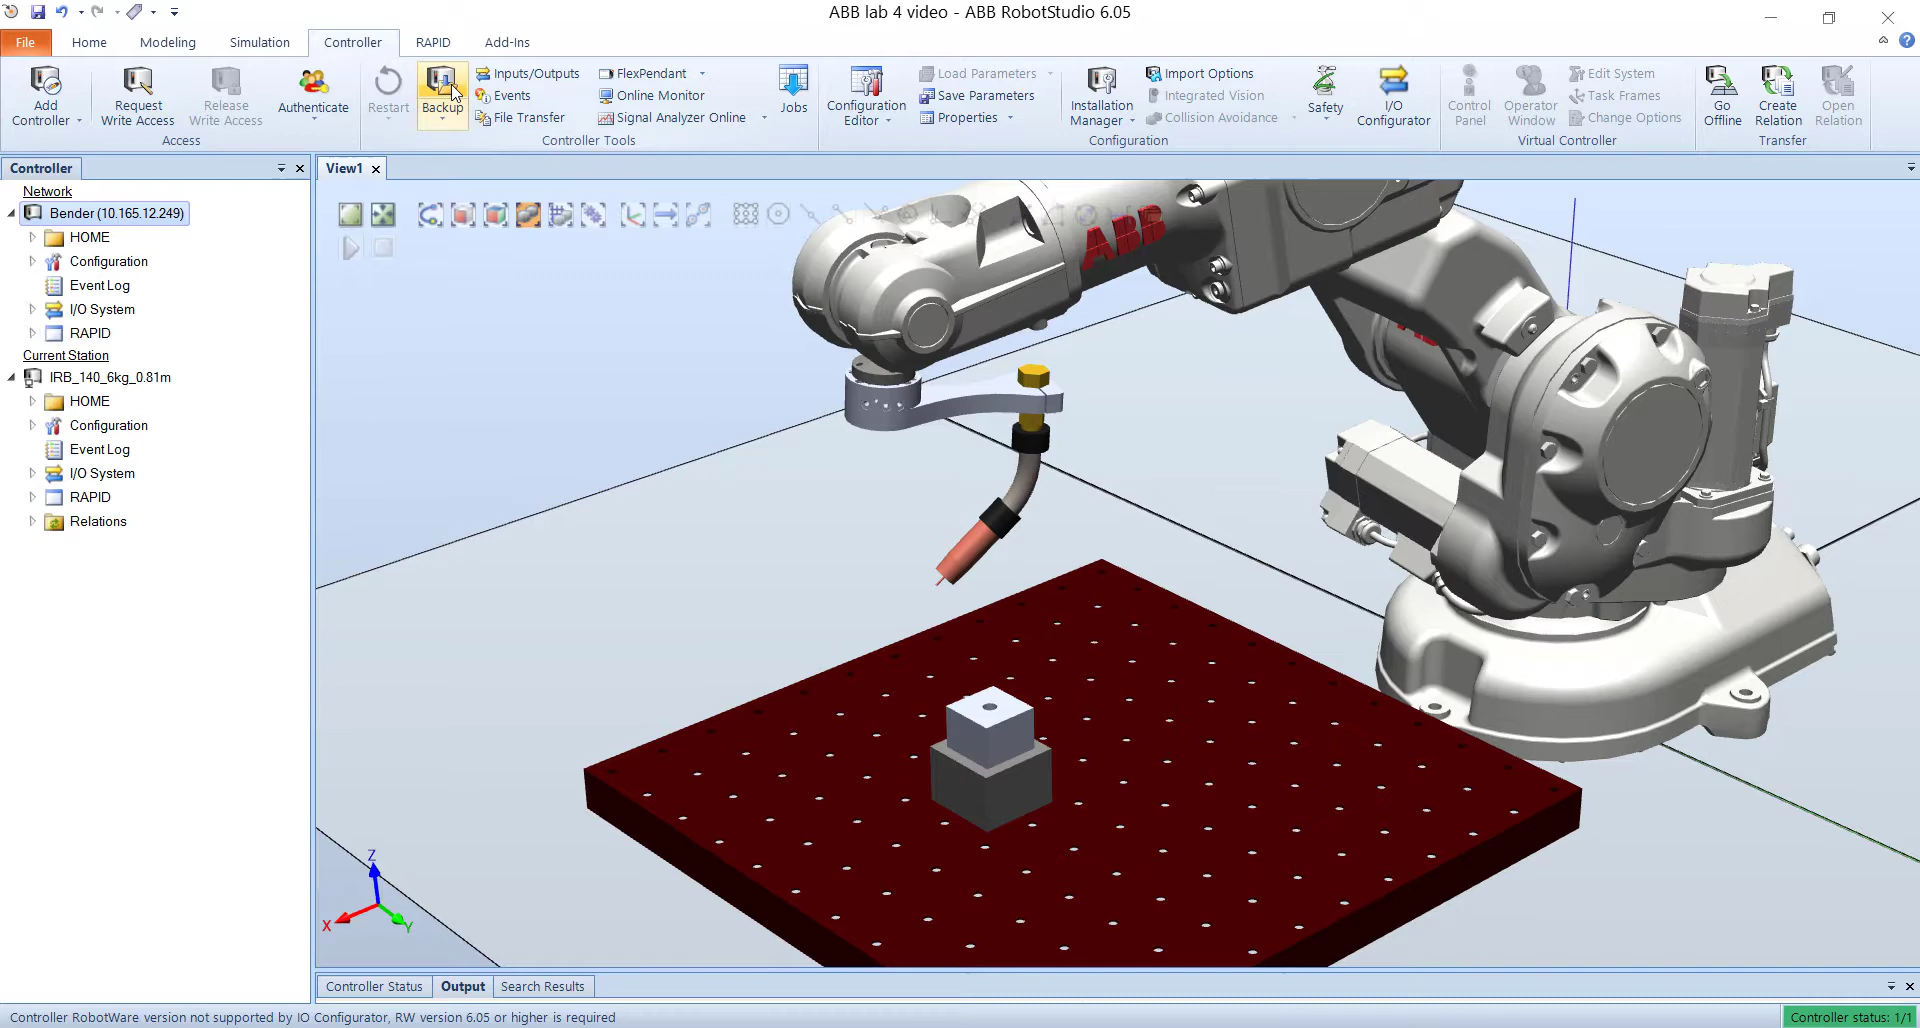 ABB lab 4 video - ABB RobotStudio 6.05
File Home Modeling Simulation Controller RAPID Add-Ins
Add Controller
Request Write Access
Release Write Access
Authenticate
Access
Restart
Backup
Inputs/Outputs
Events
File Transfer
FlexPendant
Online Monitor
Signal Analyzer Online
Jobs
Controller Tools
Configuration Editor
Load Parameters
Save Parameters
Properties
Installation Manager
Import Options
Integrated Vision
Collision Avoidance
Safety
I/O Configurator
Configuration
Control Panel
Operator Window
Edit System
Task Frames
Change Options
Virtual Controller
Go Offline
Create Relation
Open Relation
Transfer
Controller
Network
Bender (10.165.12.249)
HOME
Configuration
Event Log
I/O System
RAPID
Current Station
IRB_140_6kg_0.81m
HOME
Configuration
Event Log
I/O System
RAPID
Relations
View1
ABB
Z
X
Y
Controller Status Output Search Results
Controller RobotWare version not supported by IO Configurator, RW version 6.05 or higher is required
Controller status: 1/1